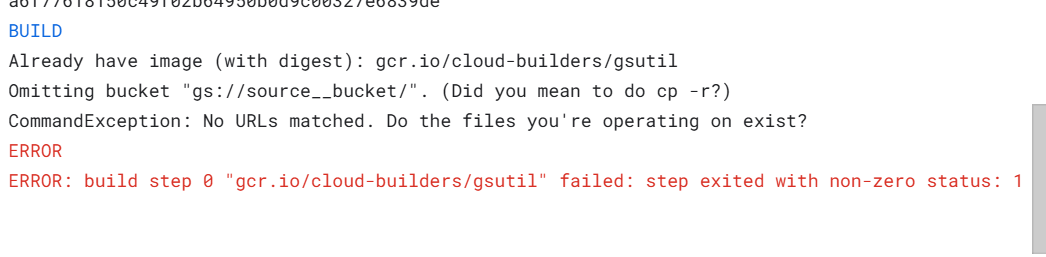 BUILD
Already have image (with digest): gcr.io/cloud-builders/gsutil
Omitting bucket "gs://source__bucket/". (Did you mean to do cp -r?)
CommandException: No URLs matched. Do the files you're operating on exist?
ERROR
ERROR: build step 0 "gcr.io/cloud-builders/gsutil" failed: step exited with non-zero status: 1